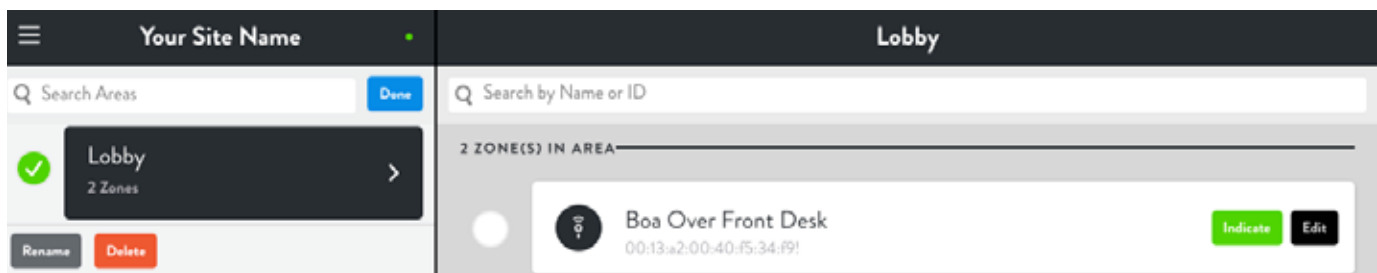 Your Site Name
Search Areas
Done
Lobby
2 Zones
Rename
Delete
Lobby
Search by Name or ID
2 ZONE(S) IN AREA
Boa Over Front Desk
00:13:a2:00:40:f5:34:f9!
Indicate
Edit